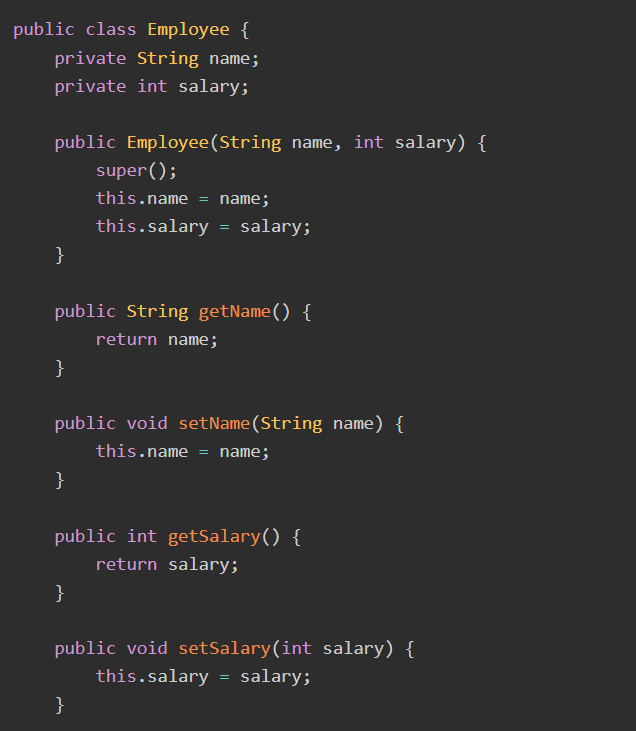 public class Employee {
    private String name;
    private int salary;

    public Employee(String name, int salary) {
        super();
        this.name = name;
        this.salary = salary;
    }

    public String getName() {
        return name;
    }

    public void setName(String name) {
        this.name = name;
    }

    public int getSalary() {
        return salary;
    }

    public void setSalary(int salary) {
        this.salary = salary;
    }